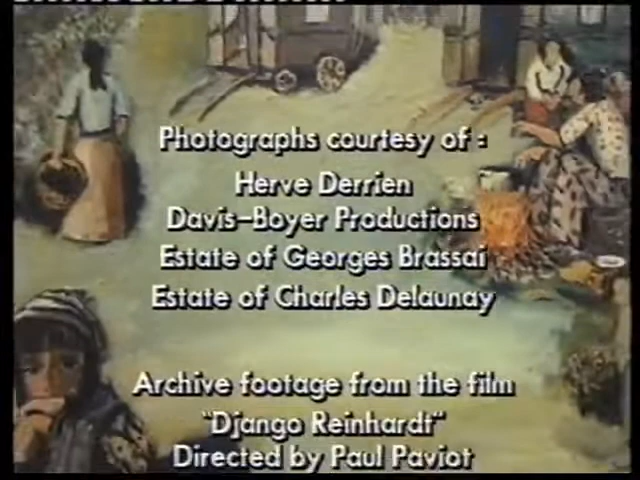 Photographs courtesy of :
Herve Derrien
Davis-Boyer Productions
Estate of Georges Brassai
Estate of Charles Delaunay
Archive footage from the film
"Django Reinhardt"
Directed by Paul Paviot